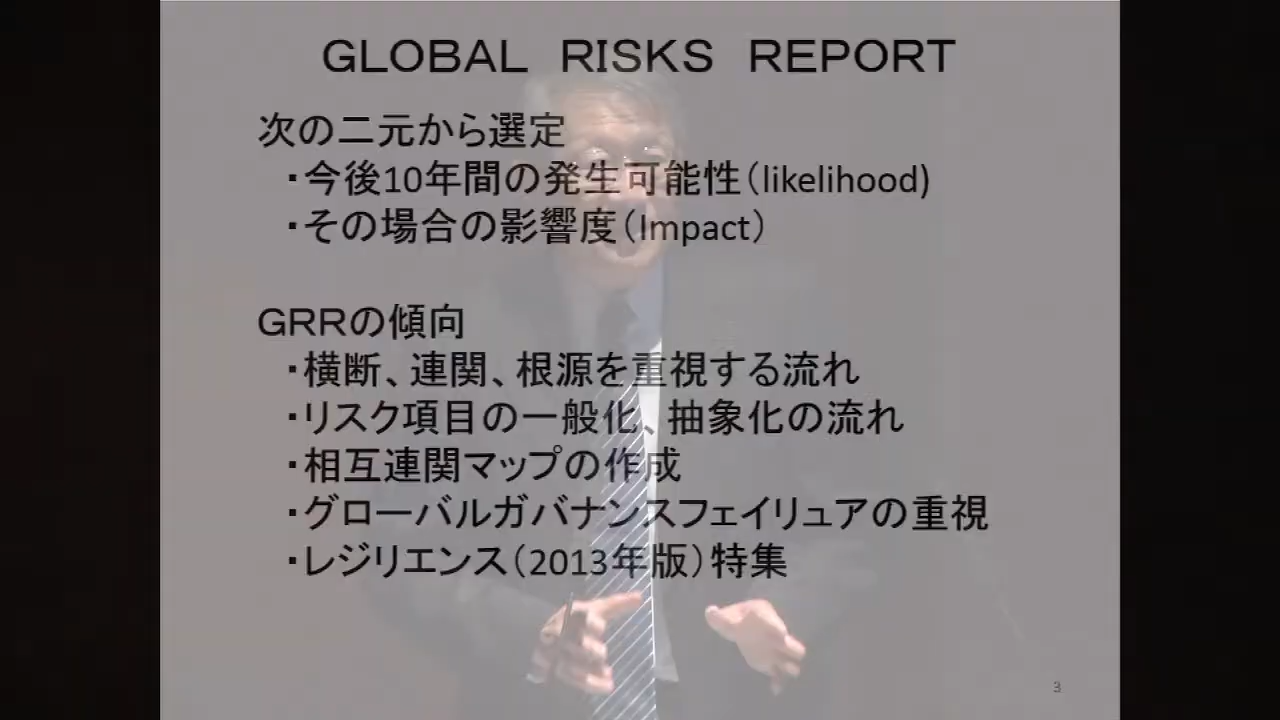 GLOBAL RISKS REPORT
次の二元から選定
・今後10年間の発生可能性（likelihood)
・その場合の影響度（Impact）
GRRの傾向
・横断、連関、根源を重視する流れ
・リスク項目の一般化、抽象化の流れ
・相互連関マップの作成
・グローバルガバナンスフェイリュアの重視
・レジリエンス（2013年版）特集
3